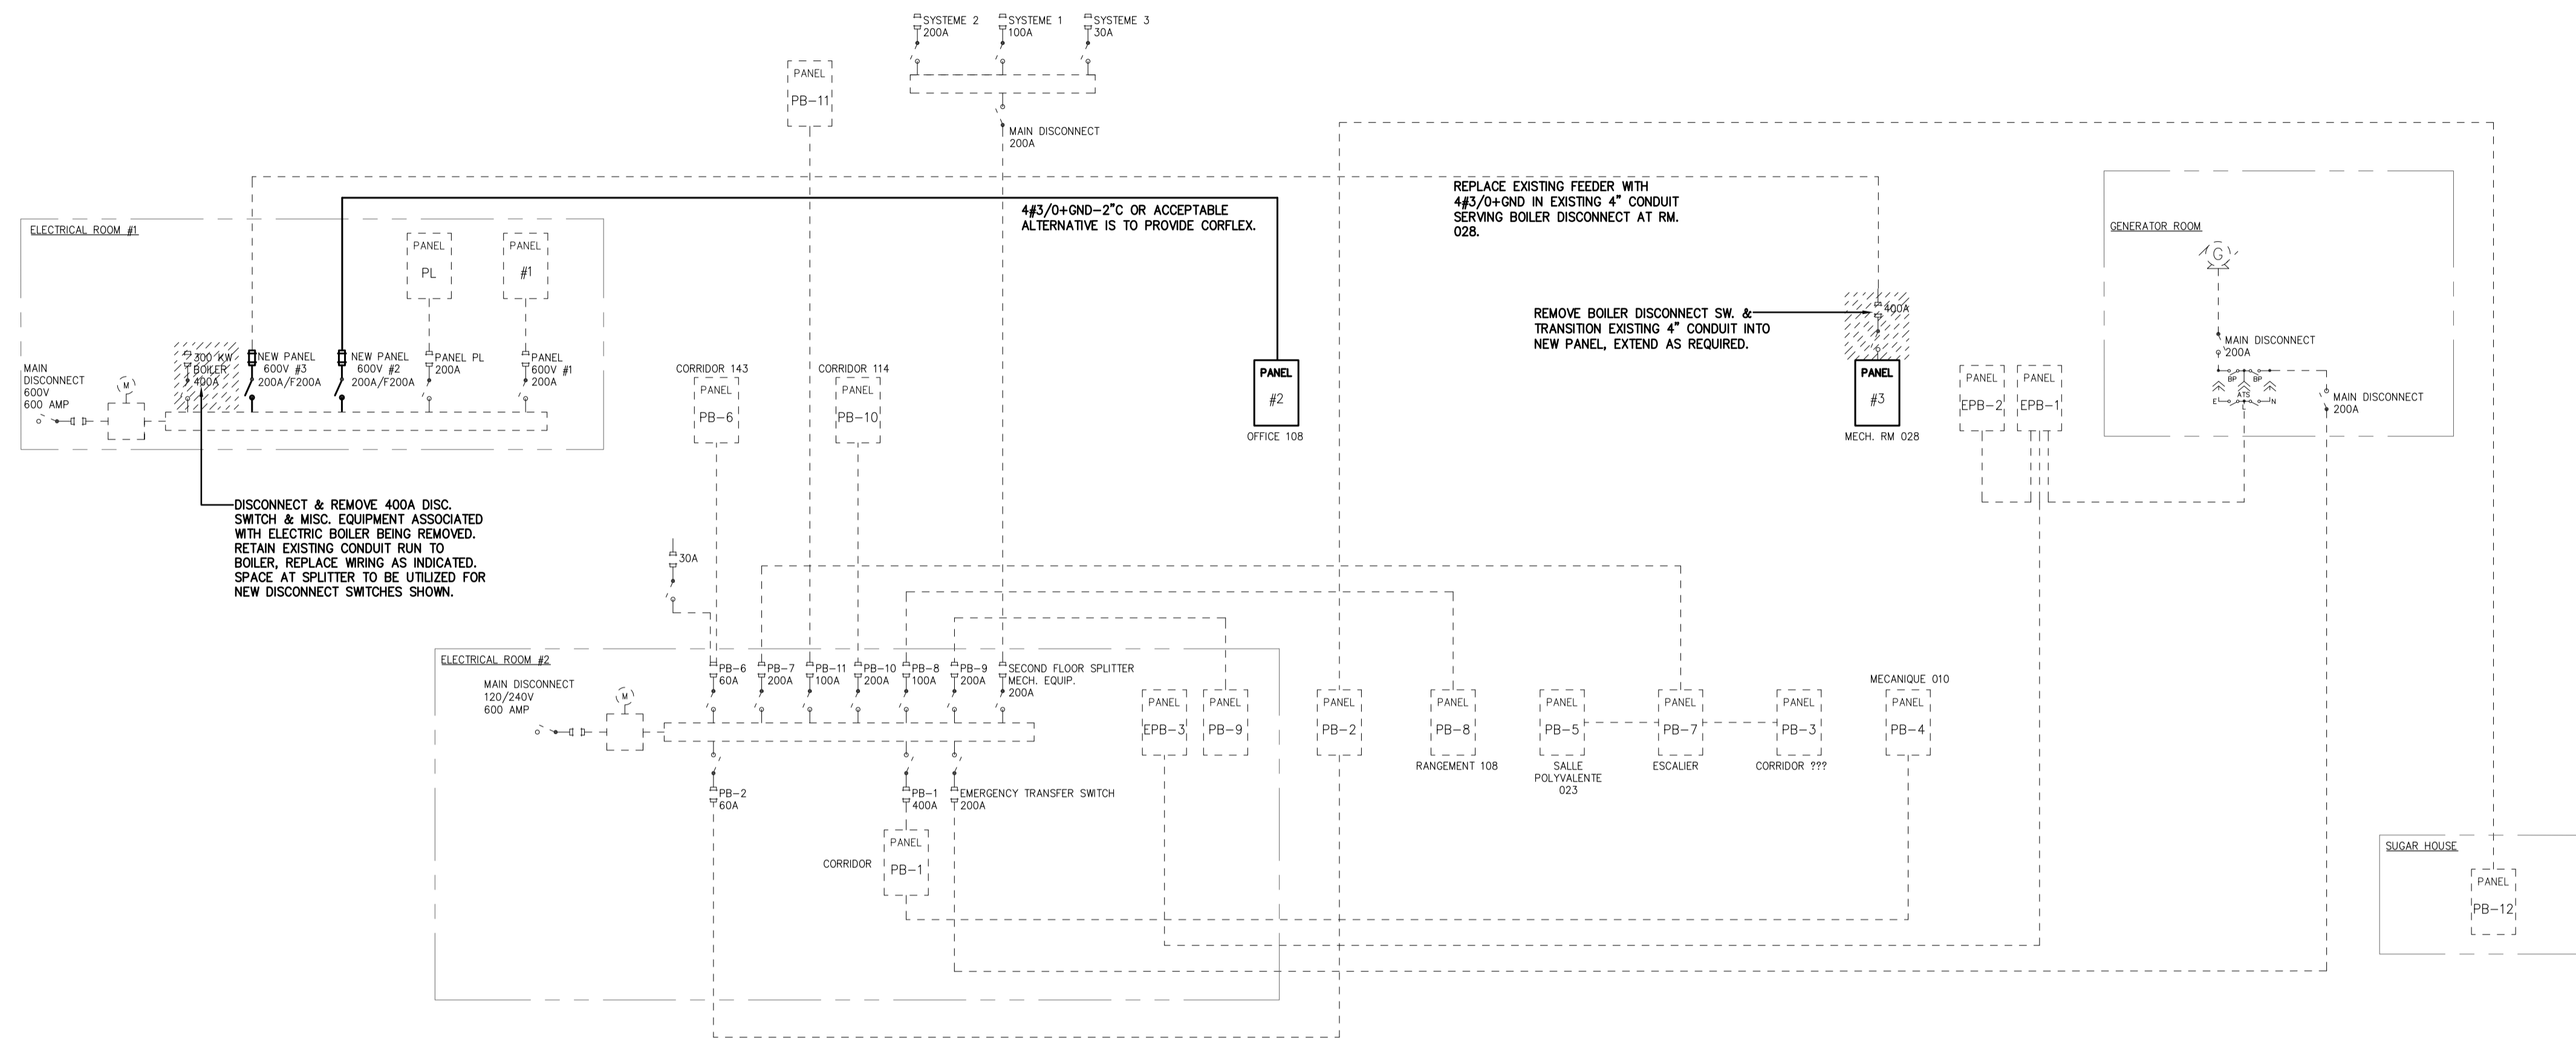 SYSTEME 2
200A
SYSTEME 1
100A
SYSTEME 3
30A
PANEL
PB-11
MAIN DISCONNECT
200A
4#3/0+GND-2"C OR ACCEPTABLE
ALTERNATIVE IS TO PROVIDE CORFLEX.
REPLACE EXISTING FEEDER WITH
4#3/0+GND IN EXISTING 4" CONDUIT
SERVING BOILER DISCONNECT AT RM.
028.
ELECTRICAL ROOM #1
PANEL
PL
PANEL
#1
MAIN
DISCONNECT
600V
600 AMP
M
300 KW
BOILER
400A
NEW PANEL
600V #3
200A/F200A
NEW PANEL
600V #2
200A/F200A
PANEL PL
200A
PANEL
600V #1
200A
DISCONNECT & REMOVE 400A DISC.
SWITCH & MISC. EQUIPMENT ASSOCIATED
WITH ELECTRIC BOILER BEING REMOVED.
RETAIN EXISTING CONDUIT RUN TO
BOILER, REPLACE WIRING AS INDICATED.
SPACE AT SPLITTER TO BE UTILIZED FOR
NEW DISCONNECT SWITCHES SHOWN.
CORRIDOR 143
PANEL
PB-6
CORRIDOR 114
PANEL
PB-10
PANEL
#2
OFFICE 108
REMOVE BOILER DISCONNECT SW. &
TRANSITION EXISTING 4" CONDUIT INTO
NEW PANEL, EXTEND AS REQUIRED.
400A
PANEL
#3
MECH. RM 028
PANEL
EPB-2
PANEL
EPB-1
GENERATOR ROOM
G
MAIN DISCONNECT
200A
BP
BP
ATS
E
L
N
MAIN DISCONNECT
200A
30A
ELECTRICAL ROOM #2
MAIN DISCONNECT
120/240V
600 AMP
M
PB-6
60A
PB-7
200A
PB-11
100A
PB-10
200A
PB-8
100A
PB-9
200A
SECOND FLOOR SPLITTER
MECH. EQUIP.
200A
PB-2
60A
PB-1
400A
EMERGENCY TRANSFER SWITCH
200A
CORRIDOR
PANEL
PB-1
PANEL
EPB-3
PANEL
PB-9
PANEL
PB-2
PANEL
PB-8
RANGEMENT 108
PANEL
PB-5
SALLE
POLYVALENTE
023
PANEL
PB-7
ESCALIER
PANEL
PB-3
CORRIDOR ???
MECANIQUE 010
PANEL
PB-4
SUGAR HOUSE
PANEL
PB-12